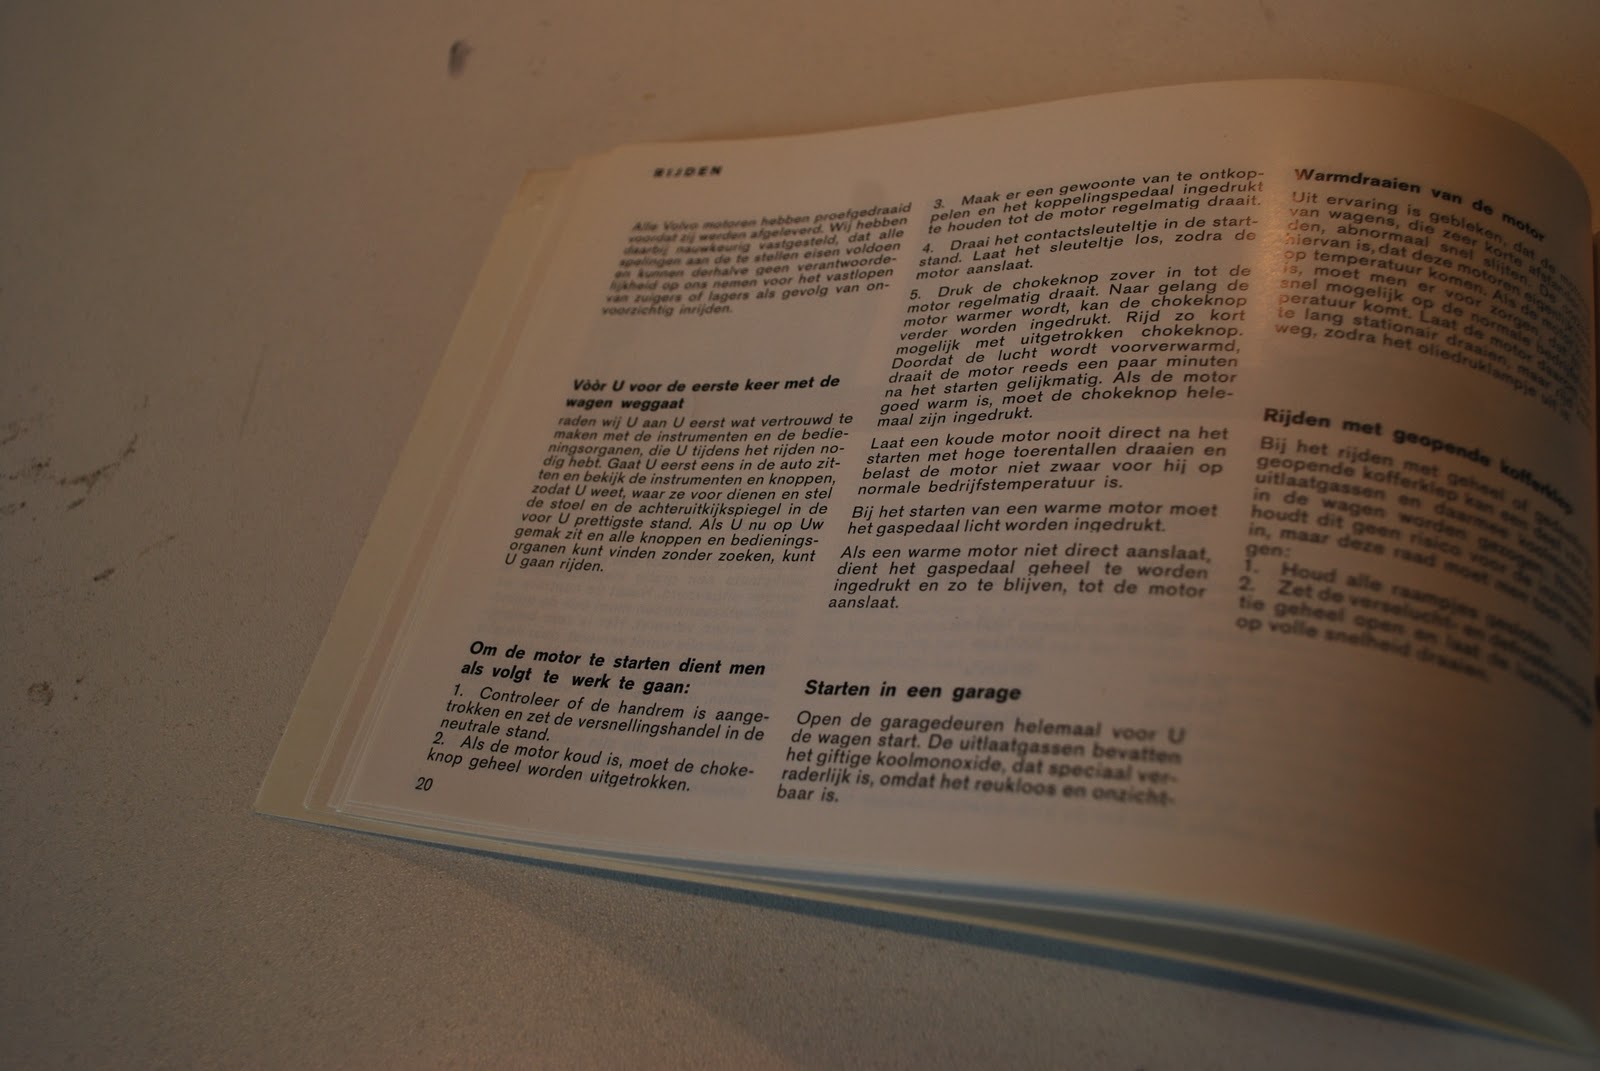 RIJDEN
Alle Volvo motoren hebben proefgedraaid
voordat zij werden afgeleverd. Wij hebben
daarbij nauwkeurig vastgesteld, dat alle
spelingen aan de te stellen eisen voldoen
en kunnen derhalve geen verantwoorde-
lijkheid op ons nemen voor het vastlopen
van zuigers of lagers als gevolg van on-
voorzichtig inrijden.
Vòòr U voor de eerste keer met de
wagen weggaat
raden wij U aan U eerst wat vertrouwd te
maken met de instrumenten en de bedie-
ningsorganen, die U tijdens het rijden no-
dig hebt. Gaat U eerst eens in de auto zit-
ten en bekijk de instrumenten en knoppen,
zodat U weet, waar ze voor dienen en stel
de stoel en de achteruitkijkspiegel in de
voor U prettigste stand. Als U nu op Uw
gemak zit en alle knoppen en bedienings-
organen kunt vinden zonder zoeken, kunt
U gaan rijden.
Om de motor te starten dient men
als volgt te werk te gaan:
1. Controleer of de handrem is aange-
trokken en zet de versnellingshandel in de
neutrale stand.
2. Als de motor koud is, moet de choke-
knop geheel worden uitgetrokken.
20
3. Maak er een gewoonte van te ontkop-
pelen en het koppelingspedaal ingedrukt
te houden tot de motor regelmatig draait.
4. Draai het contactsleuteltje in de start-
stand. Laat het sleuteltje los, zodra de
motor aanslaat.
5. Druk de chokeknop zover in tot de
motor regelmatig draait. Naar gelang de
motor warmer wordt, kan de chokeknop
verder worden ingedrukt. Rijd zo kort
mogelijk met uitgetrokken chokeknop.
Doordat de lucht wordt voorverwarmd,
draait de motor reeds een paar minuten
na het starten gelijkmatig. Als de motor
goed warm is, moet de chokeknop hele-
maal zijn ingedrukt.
Laat een koude motor nooit direct na het
starten met hoge toerentallen draaien en
belast de motor niet zwaar voor hij op
normale bedrijfstemperatuur is.
Bij het starten van een warme motor moet
het gaspedaal licht worden ingedrukt.
Als een warme motor niet direct aanslaat,
dient het gaspedaal geheel te worden
ingedrukt en zo te blijven, tot de motor
aanslaat.
Starten in een garage
Open de garagedeuren helemaal voor U
de wagen start. De uitlaatgassen bevatten
het giftige koolmonoxide, dat speciaal ver-
raderlijk is, omdat het reukloos en onzicht-
baar is.
Warmdraaien van de motor
Uit ervaring is gebleken, dat de
van wagens, die zeer korte
den, abnormaal snel slijten. De
hiervan is, dat deze motoren
op temperatuur komen. Als
is, moet men er voor zorgen, dat
snel mogelijk op de normale
peratuur komt. Laat de motor daarom
te lang stationair draaien, maar rijd
weg, zodra het oliedruklampje uit is.
Rijden met geopende kofferklep
Bij het rijden met geheel of
geopende kofferklep kan een
uitlaatgassen en daarmee
in de wagen worden gezogen.
houdt dit geen risico voor de
in, maar deze raad moet men
gen:
1. Houd alle raampjes gesloten.
2. Zet de verselucht- en
tie geheel open en laat de
op volle snelheid draaien.